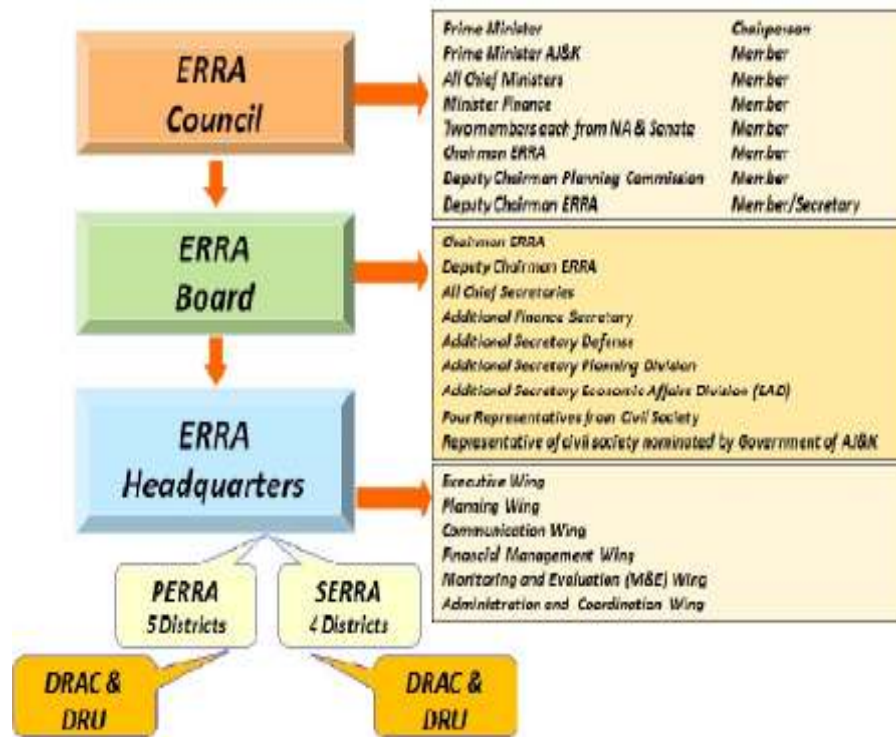 ERRA
Council
Prime Minister Chairperson
Prime Minister AJ&K Member
All Chief Ministers Member
Minister Finance Member
Twomembers each from NA & Senate Member
Chairman ERRA Member
Deputy Chairman Planning Commission Member
Deputy Chairman ERRA Member/Secretary
ERRA
Board
Chairman ERRA
Deputy Chairman ERRA
All Chief Secretaries
Additional Finance Secretary
Additional Secretary Defense
Additional Secretary Planning Division
Additional Secretary Economic Affairs Division (EAD)
Four Representatives from Civil Society
Representative of civil society nominated by Government of AJ&K
ERRA
Headquarters
Executive Wing
Planning Wing
Communication Wing
Financial Management Wing
Monitoring and Evaluation (M&E) Wing
Administration and Coordination Wing
PERRA
5 Districts
SERRA
4 Districts
DRAC &
DRU
DRAC &
DRU